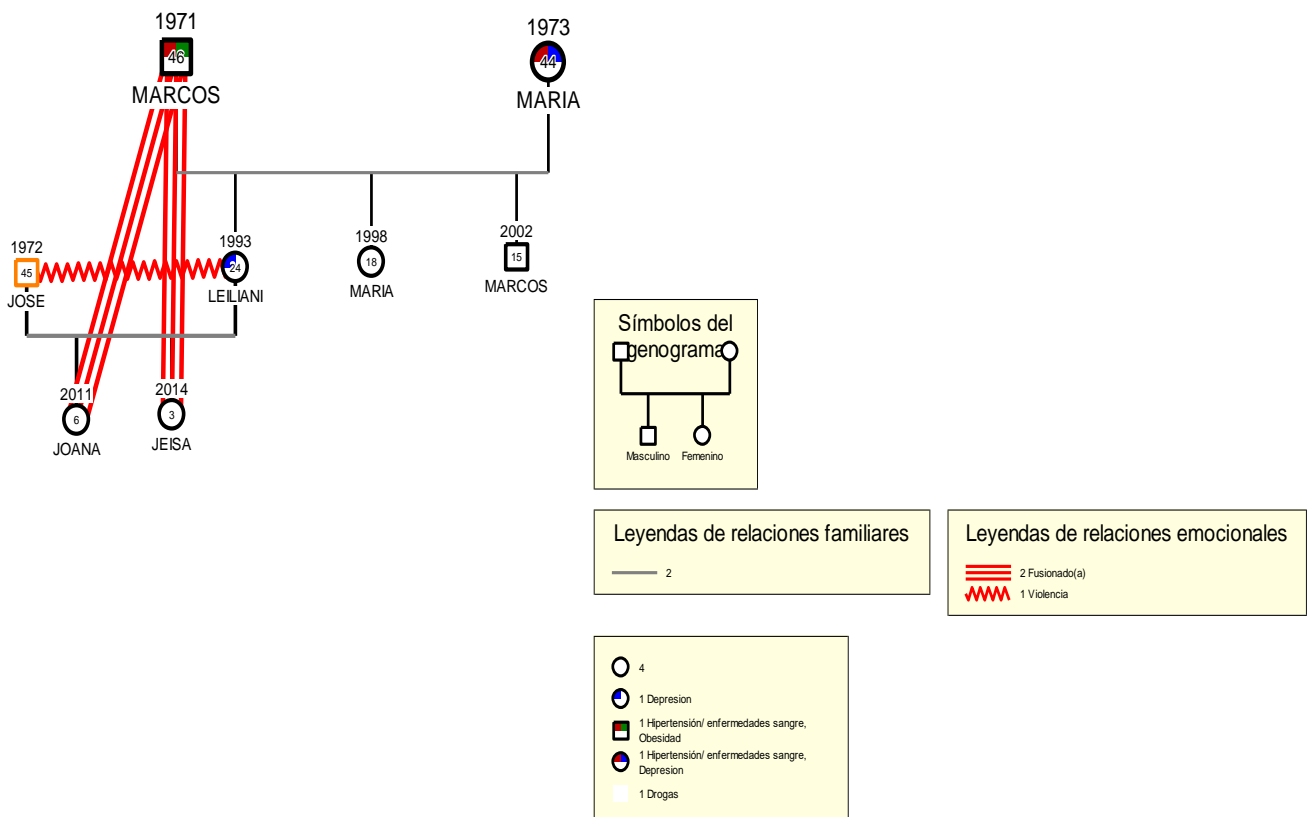 1971
46
MARCOS
1973
44
MARIA
1972
45
JOSE
1993
24
LEILIANI
1998
18
MARIA
2002
15
MARCOS
2011
6
JOANA
2014
3
JEISA
Símbolos del
genograma
Masculino
Femenino
Leyendas de relaciones familiares
2
Leyendas de relaciones emocionales
2 Fusionado(a)
1 Violencia
4
1 Depresion
1 Hipertensión/ enfermedades sangre,
Obesidad
1 Hipertensión/ enfermedades sangre,
Depresion
1 Drogas